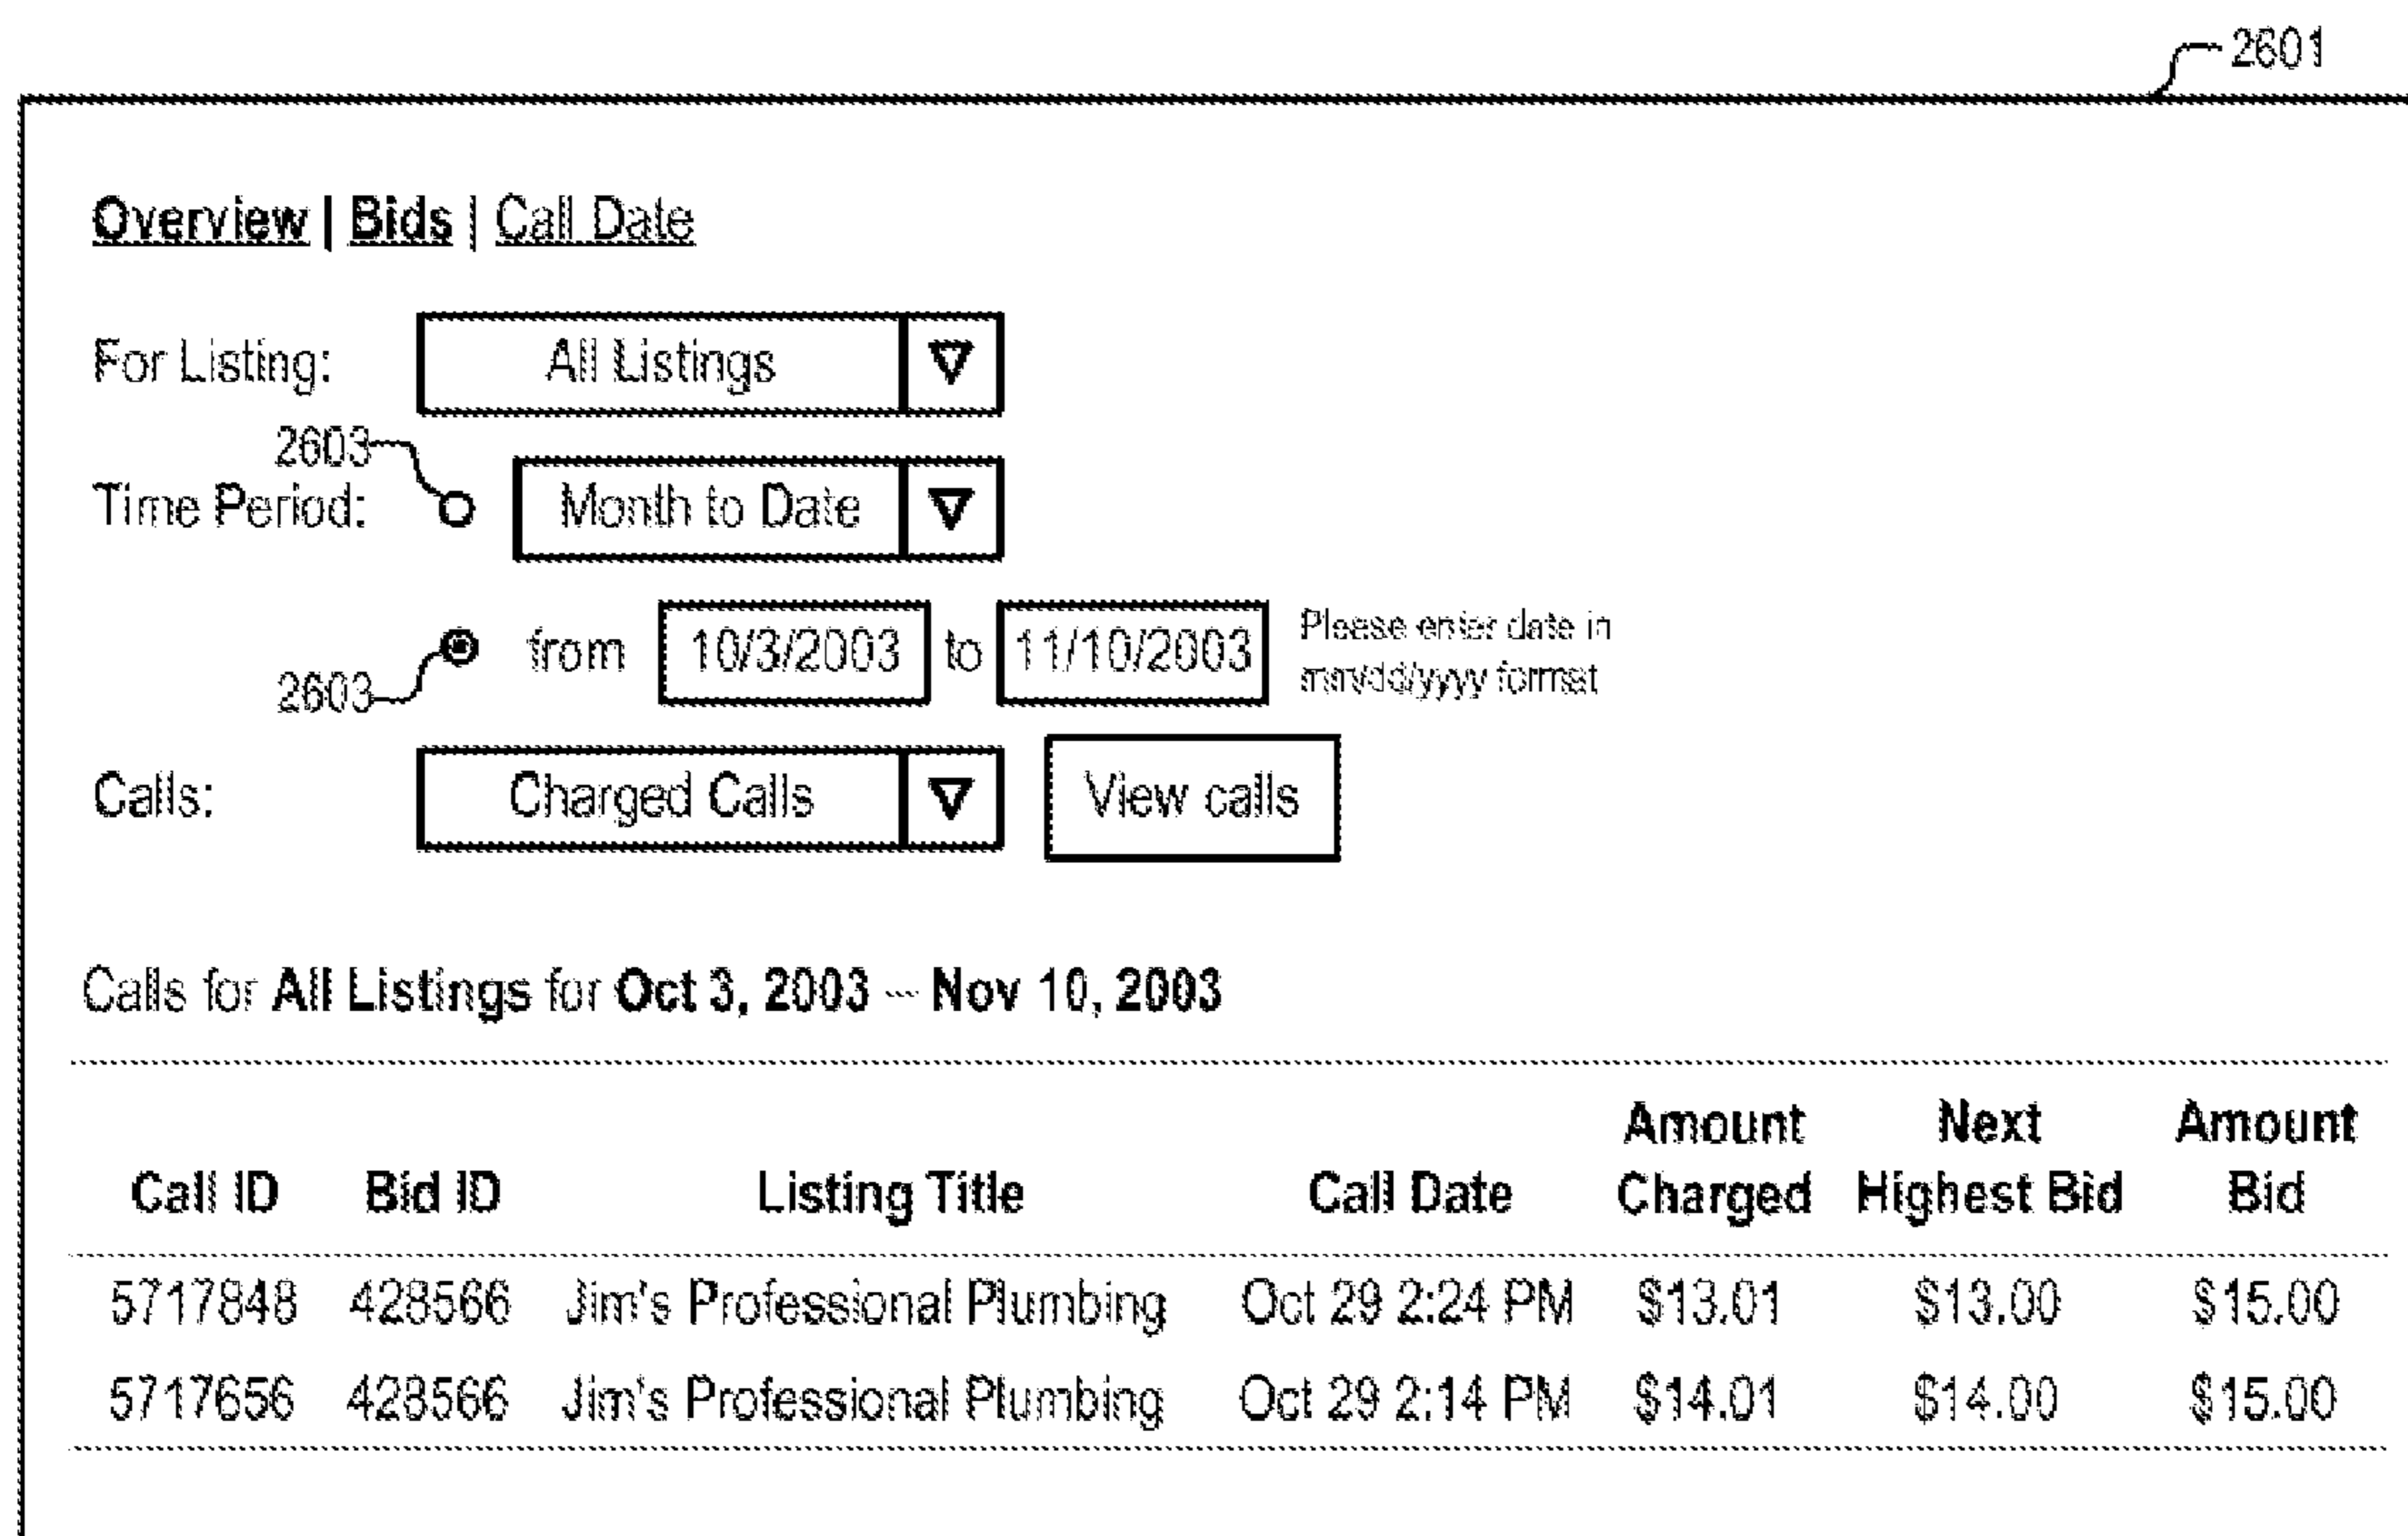 2601
Overview | Bids | Call Date
For Listing: All Listings
2603
Time Period: Month to Date
from 10/3/2003 to 11/10/2003 Please enter date in
mm/dd/yyyy format
2603
Calls: Charged Calls View calls
Calls for All Listings for Oct 3, 2003 -- Nov 10, 2003
Amount Next Amount
Call ID Bid ID Listing Title Call Date Charged Highest Bid Bid
5717848 428566 Jim's Professional Plumbing Oct 29 2:24 PM $13.01 $13.00 $15.00
5717656 428566 Jim's Professional Plumbing Oct 29 2:14 PM $14.01 $14.00 $15.00